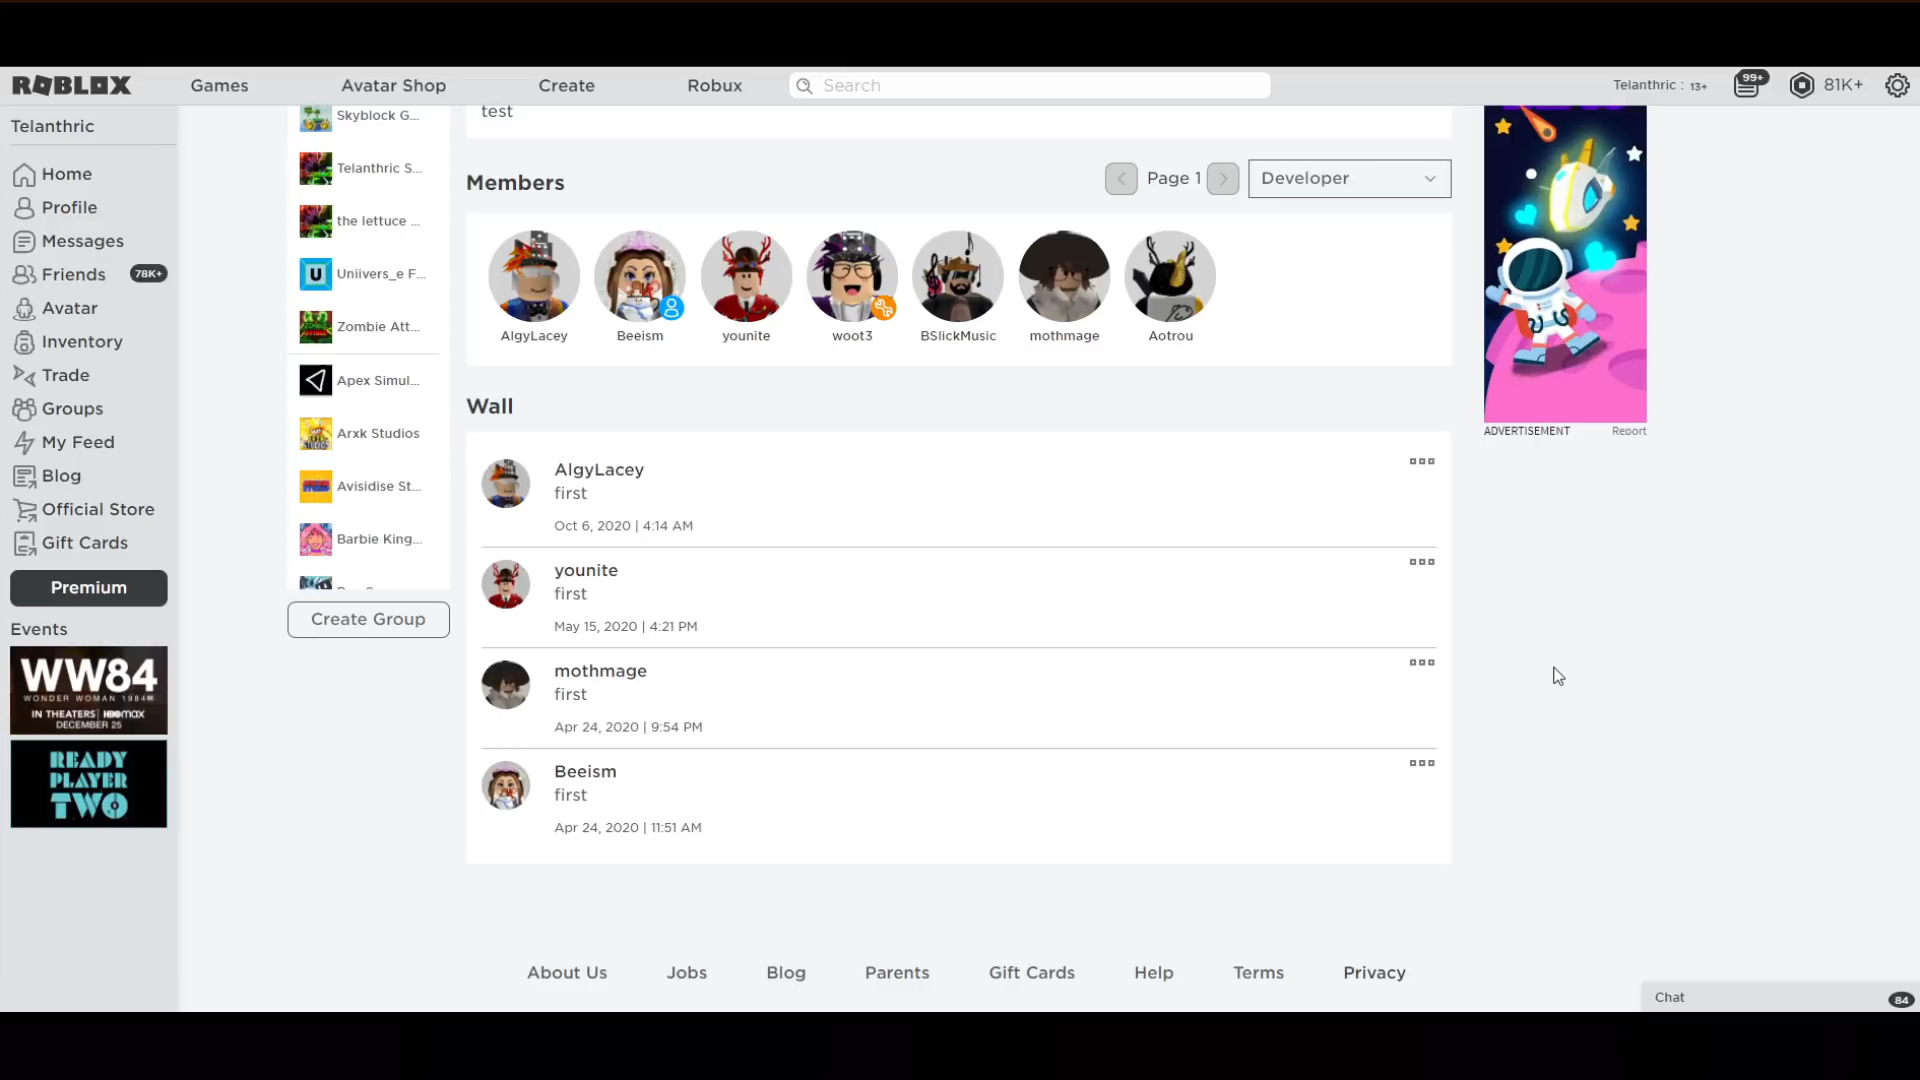 ROBLOX
Games
Avatar Shop
Create
Robux
Search
Telanthric : 13+
99+
81K+
Telanthric
Home
Profile
Messages
Friends
78K+
Avatar
Inventory
Trade
Groups
My Feed
Blog
Official Store
Gift Cards
Premium
Events
WW84
WONDER WOMAN 1984
IN THEATERS | HBOmax
DECEMBER 25
READY
PLAYER
TWO
Skyblock G...
Telanthric S...
the lettuce ...
U
Uniivers_e F...
Zombie Att...
Apex Simul...
Arxk Studios
Avisidise St...
Barbie King...
Create Group
test
Members
Page 1
Developer
AlgyLacey
Beeism
younite
woot3
BSlickMusic
mothmage
Aotrou
Wall
AlgyLacey
first
Oct 6, 2020 | 4:14 AM
younite
first
May 15, 2020 | 4:21 PM
mothmage
first
Apr 24, 2020 | 9:54 PM
Beeism
first
Apr 24, 2020 | 11:51 AM
ADVERTISEMENT
Report
About Us
Jobs
Blog
Parents
Gift Cards
Help
Terms
Privacy
Chat
84